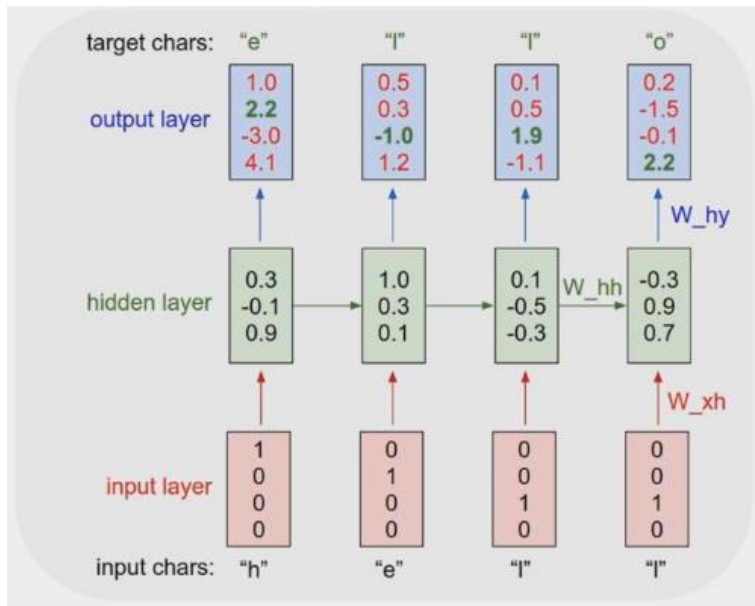 target chars: “e” “l” “l” “o”
1.0 0.5 0.1 0.2
output layer 2.2 0.3 0.5 -1.5
-3.0 -1.0 1.9 -0.1
4.1 1.2 -1.1 2.2
W_hy
0.3 1.0 0.1 W_hh -0.3
hidden layer -0.1 0.3 -0.5 0.9
0.9 0.1 -0.3 0.7
W_xh
1 0 0 0
input layer 0 1 0 0
0 0 1 1
0 0 0 0
input chars: “h” “e” “l” “l”